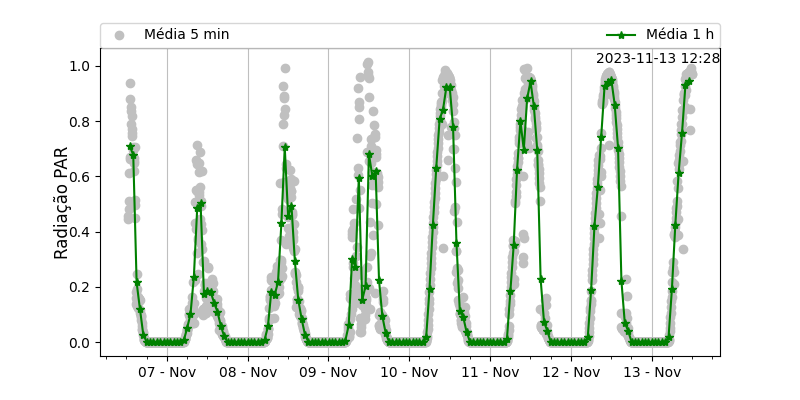 Média 5 min
Média 1 h
2023-11-13 12:28
Radiação PAR
1.0
0.8
0.6
0.4
0.2
0.0
07 - Nov
08 - Nov
09 - Nov
10 - Nov
11 - Nov
12 - Nov
13 - Nov